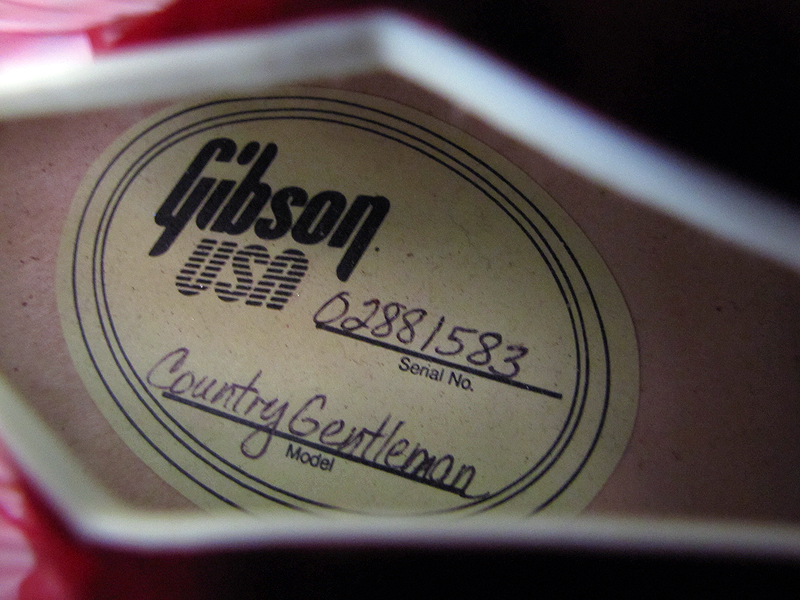 Gibson
USA
02881583
Serial No.
Country Gentleman
Model